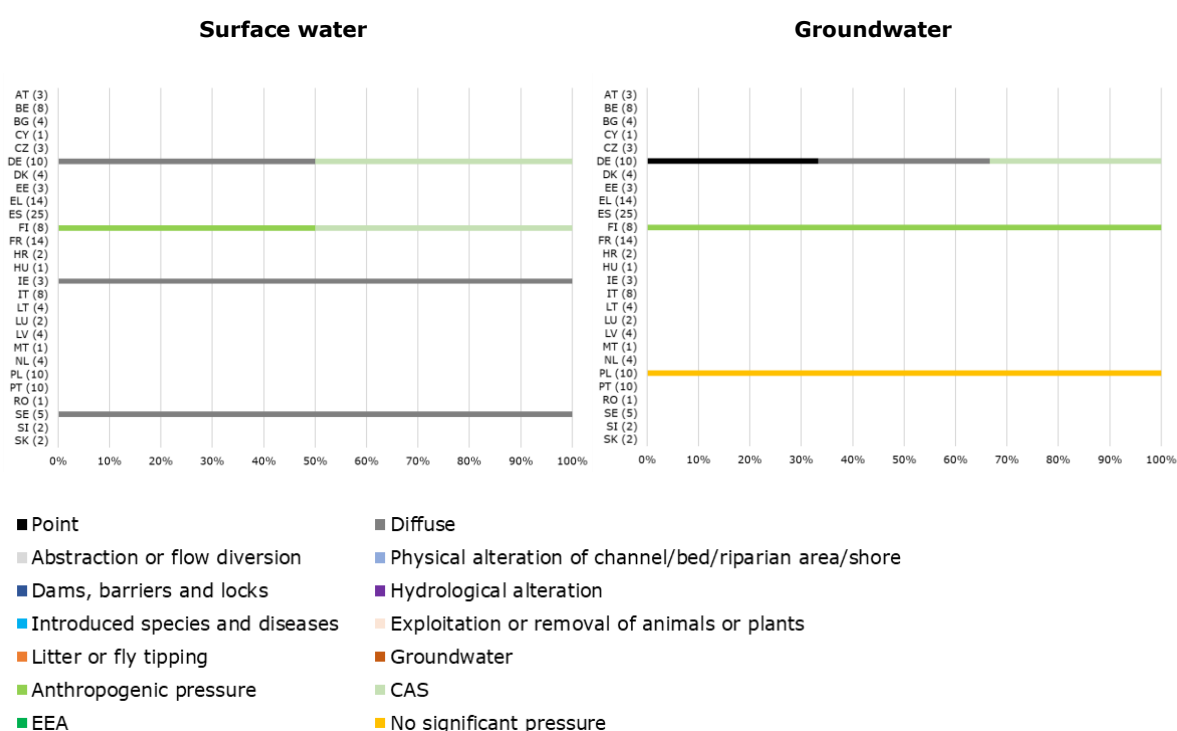 Surface water
AT (3)
BE (8)
BG (4)
CY (1)
CZ (3)
DE (10)
DK (4)
EE (3)
EL (14)
ES (25)
FI (8)
FR (14)
HR (2)
HU (1)
IE (3)
IT (8)
LT (4)
LU (2)
LV (4)
MT (1)
NL (4)
PL (10)
PT (10)
RO (1)
SE (5)
SI (2)
SK (2)
0% 10% 20% 30% 40% 50% 60% 70% 80% 90% 100%
Groundwater
AT (3)
BE (8)
BG (4)
CY (1)
CZ (3)
DE (10)
DK (4)
EE (3)
EL (14)
ES (25)
FI (8)
FR (14)
HR (2)
HU (1)
IE (3)
IT (8)
LT (4)
LU (2)
LV (4)
MT (1)
NL (4)
PL (10)
PT (10)
RO (1)
SE (5)
SI (2)
SK (2)
0% 10% 20% 30% 40% 50% 60% 70% 80% 90% 100%
Point
Diffuse
Abstraction or flow diversion
Physical alteration of channel/bed/riparian area/shore
Dams, barriers and locks
Hydrological alteration
Introduced species and diseases
Exploitation or removal of animals or plants
Litter or fly tipping
Groundwater
Anthropogenic pressure
CAS
EEA
No significant pressure